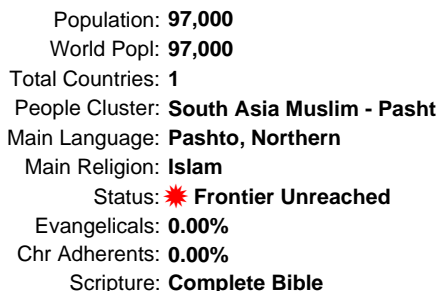 Population: 97,000
World Popl: 97,000
Total Countries: 1
People Cluster: South Asia Muslim - Pasht
Main Language: Pashto, Northern
Main Religion: Islam
Status: Frontier Unreached
Evangelicals: 0.00%
Chr Adherents: 0.00%
Scripture: Complete Bible